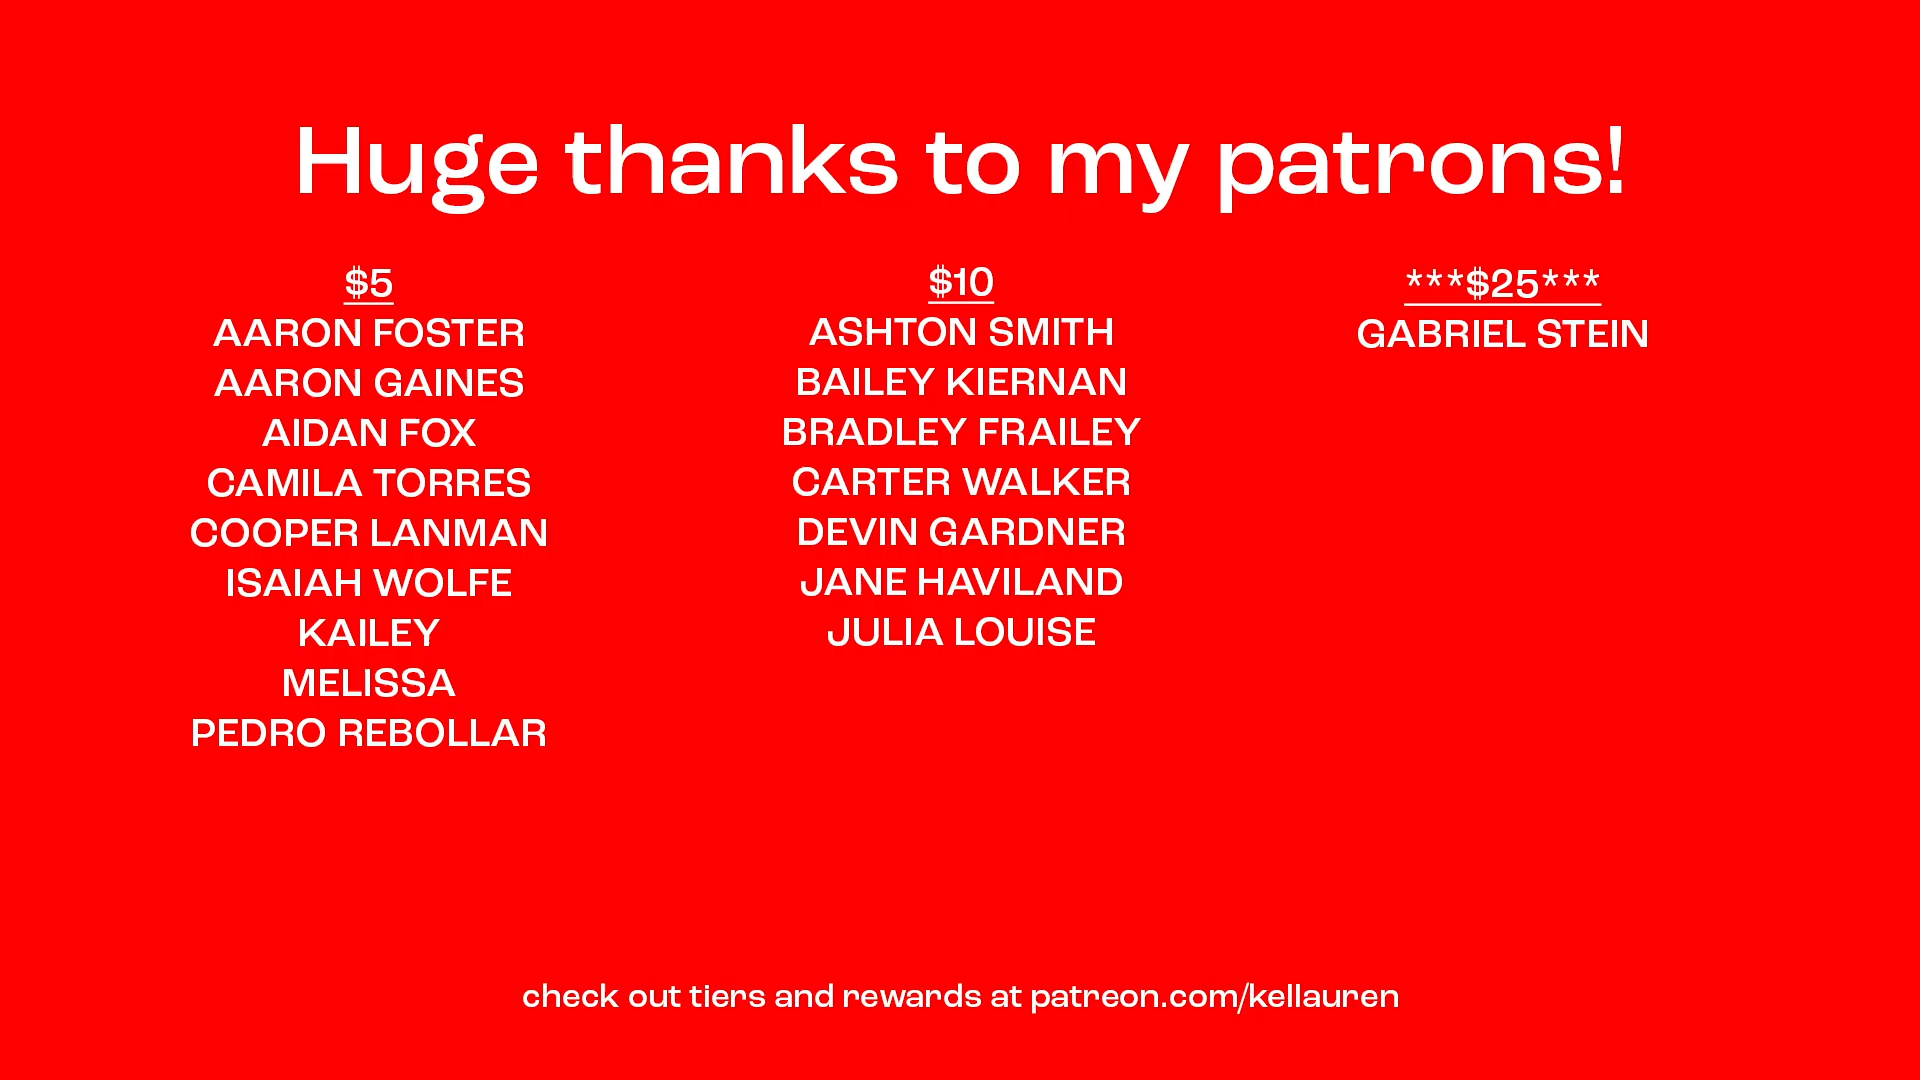 Huge thanks to my patrons!
$5
AARON FOSTER
AARON GAINES
AIDAN FOX
CAMILA TORRES
COOPER LANMAN
ISAIAH WOLFE
KAILEY
MELISSA
PEDRO REBOLLAR
$10
ASHTON SMITH
BAILEY KIERNAN
BRADLEY FRAILEY
CARTER WALKER
DEVIN GARDNER
JANE HAVILAND
JULIA LOUISE
***$25***
GABRIEL STEIN
check out tiers and rewards at patreon.com/kellauren